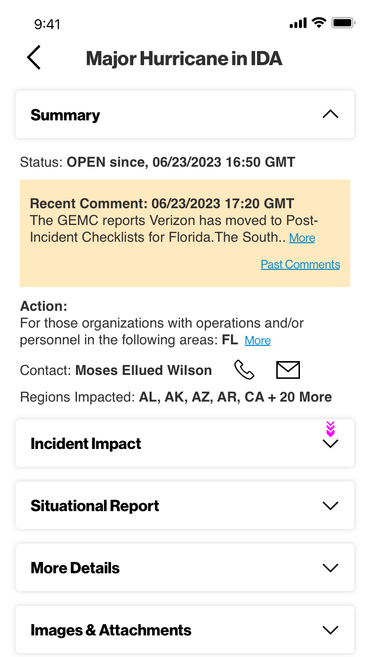 9:41
Major Hurricane in IDA
Summary
Status: OPEN since, 06/23/2023 16:50 GMT
Recent Comment: 06/23/2023 17:20 GMT
The GEMC reports Verizon has moved to Post-
Incident Checklists for Florida.The South.. More
Past Comments
Action:
For those organizations with operations and/or
personnel in the following areas: FL More
Contact: Moses Ellued Wilson
Regions Impacted: AL, AK, AZ, AR, CA + 20 More
Incident Impact
Situational Report
More Details
Images & Attachments